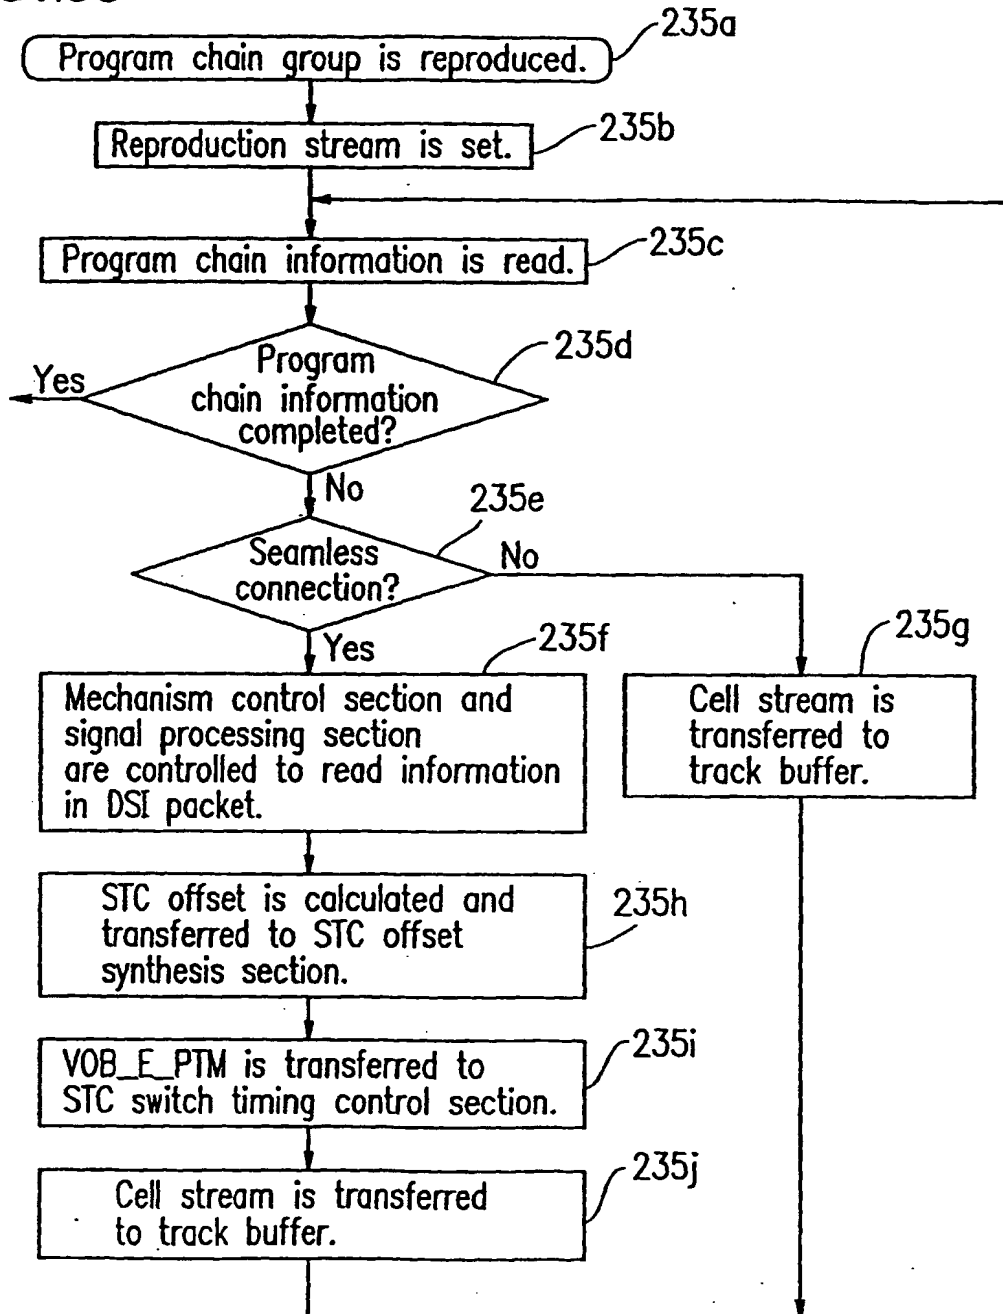 235a
Program chain group is reproduced.
235b
Reproduction stream is set.
235c
Program chain information is read.
235d
Program
chain information
completed?
Yes
No
235e
Seamless
connection?
No
Yes
235f
Mechanism control section and
signal processing section
are controlled to read information
in DSI packet.
235g
Cell stream is
transferred to
track buffer.
STC offset is calculated and
transferred to STC offset
synthesis section.
235h
VOB_E_PTM is transferred to
STC switch timing control section.
235i
Cell stream is transferred
to track buffer.
235j